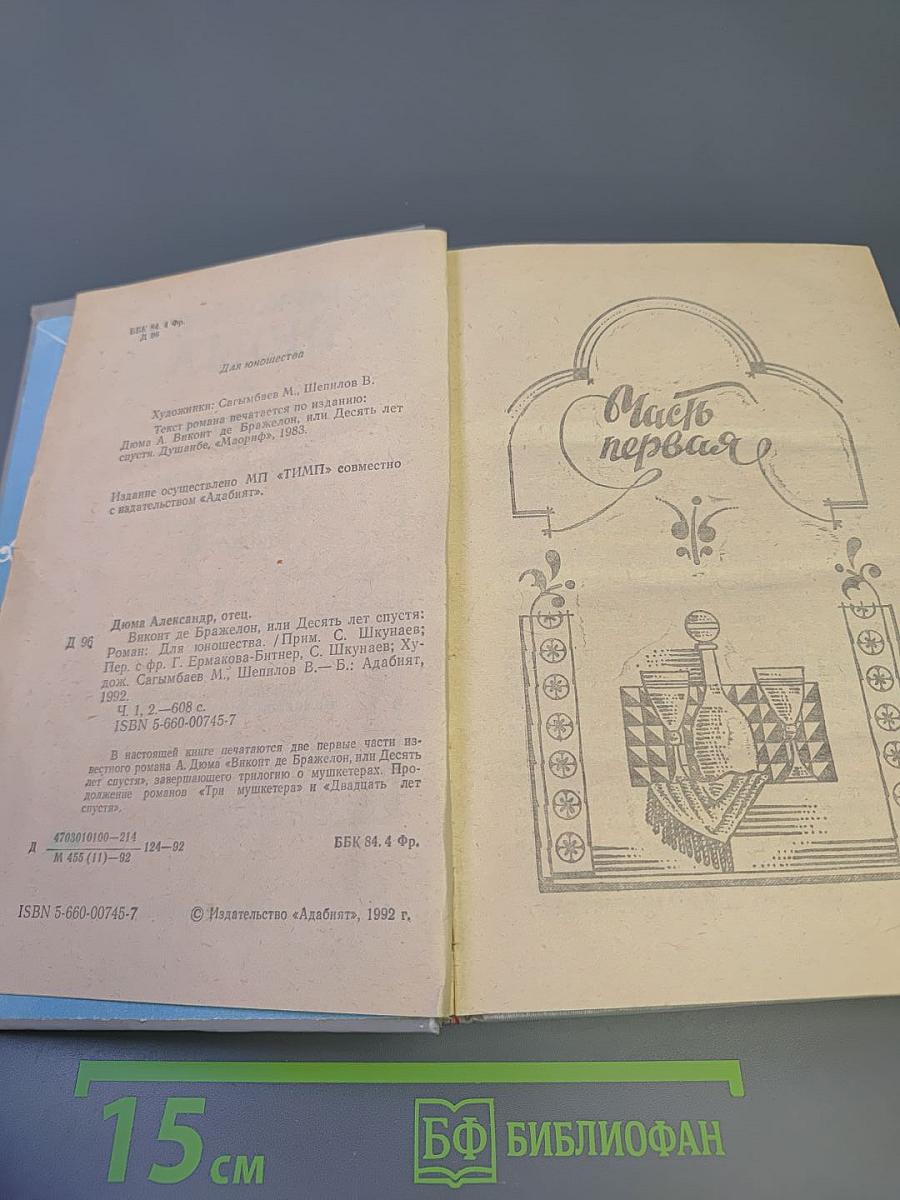 ББК 84. 4 Фр.
Д 96
Для юношества
Художники: Сагымбаев М., Шепилов В.
Текст романа печатается по изданию:
Дюма А. Виконт де Бражелон, или Десять лет
спустя. Душанбе, «Маориф», 1983.
Издание осуществлено МП «ТИМП» совместно
с издательством «Адабият».
Дюма Александр, отец.
Д 96 Виконт де Бражелон, или Десять лет спустя:
Роман: Для юношества. /Прим. С. Шкунаев;
Пер. с фр. Г. Ермакова-Битнер, С. Шкунаев; Ху-
дож. Сагымбаев М., Шепилов В.— Б.: Адабият,
1992.
Ч. 1, 2.—608 с.
ISBN 5-660-00745-7
В настоящей книге печатаются две первые части из-
вестного романа А. Дюма «Виконт де Бражелон, или Десять
лет спустя», завершающего трилогию о мушкетерах. Про-
должение романов «Три мушкетера» и «Двадцать лет
спустя».
4703010100—214
Д 124—92 ББК 84. 4 Фр.
М 455 (11)—92
ISBN 5-660-00745-7 © Издательство «Адабият», 1992 г.
Часть
первая
15 см
БФ БИБЛИОФАН